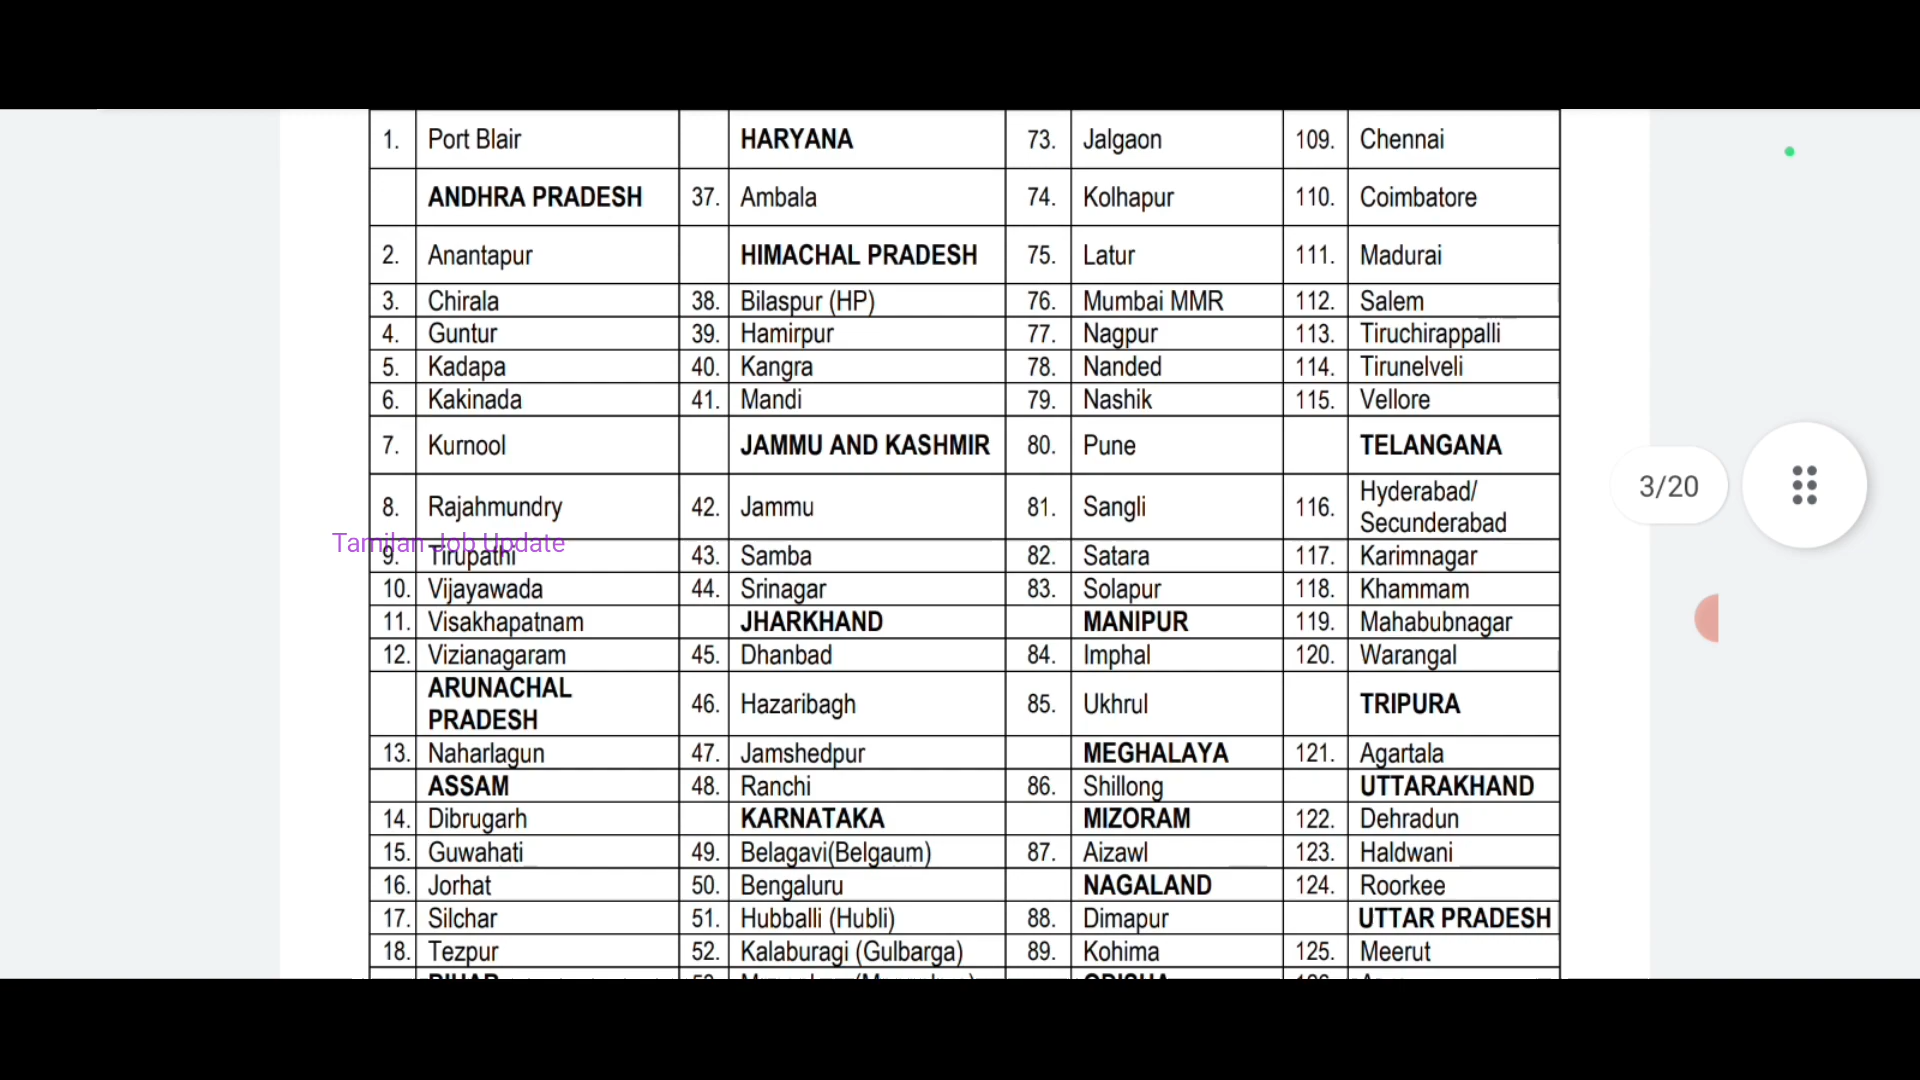 1. Port Blair HARYANA 73. Jalgaon 109. Chennai
ANDHRA PRADESH 37. Ambala 74. Kolhapur 110. Coimbatore
2. Anantapur HIMACHAL PRADESH 75. Latur 111. Madurai
3. Chirala 38. Bilaspur (HP) 76. Mumbai MMR 112. Salem
4. Guntur 39. Hamirpur 77. Nagpur 113. Tiruchirappalli
5. Kadapa 40. Kangra 78. Nanded 114. Tirunelveli
6. Kakinada 41. Mandi 79. Nashik 115. Vellore
7. Kurnool JAMMU AND KASHMIR 80. Pune TELANGANA
8. Rajahmundry 42. Jammu 81. Sangli 116. Hyderabad/
Secunderabad
Tamilan Job Update
9. Tirupathi 43. Samba 82. Satara 117. Karimnagar
10. Vijayawada 44. Srinagar 83. Solapur 118. Khammam
11. Visakhapatnam JHARKHAND MANIPUR 119. Mahabubnagar
12. Vizianagaram 45. Dhanbad 84. Imphal 120. Warangal
ARUNACHAL
PRADESH 46. Hazaribagh 85. Ukhrul TRIPURA
13. Naharlagun 47. Jamshedpur MEGHALAYA 121. Agartala
ASSAM 48. Ranchi 86. Shillong UTTARAKHAND
14. Dibrugarh KARNATAKA MIZORAM 122. Dehradun
15. Guwahati 49. Belagavi(Belgaum) 87. Aizawl 123. Haldwani
16. Jorhat 50. Bengaluru NAGALAND 124. Roorkee
17. Silchar 51. Hubballi (Hubli) 88. Dimapur UTTAR PRADESH
18. Tezpur 52. Kalaburagi (Gulbarga) 89. Kohima 125. Meerut
3/20